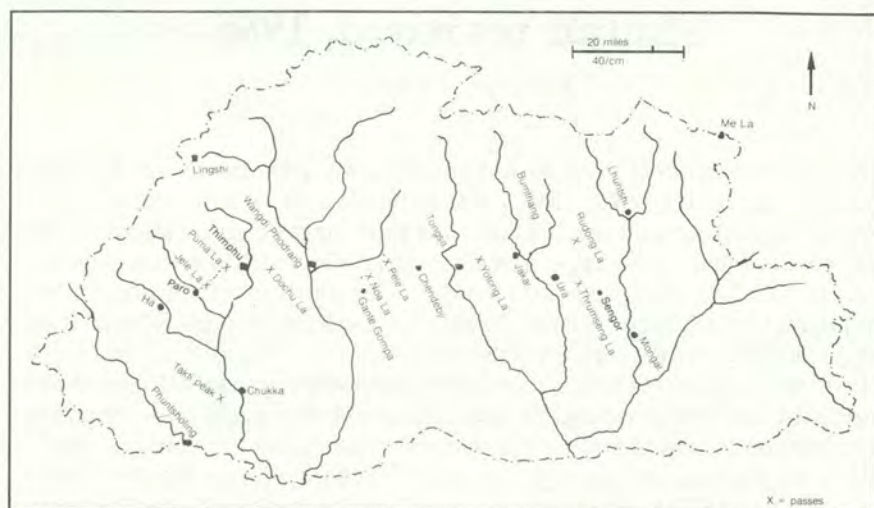 20 miles
40/cm
N
Me La
Lingshi
Wangdi Phodrang
Thimphu
Puma La X
Jele La X
Paro
Ha
X Dochu La
Takti peak X
Chukka
Phuntsholing
X Noa La
Gante Gompa
X Pele La
Chendebji
Tongsa
X Yotong La
Bumthang
Jakar
Ura
Rudong La
X
X Thrumseng La
Sengor
Lhuntshi
Mongar
X = passes